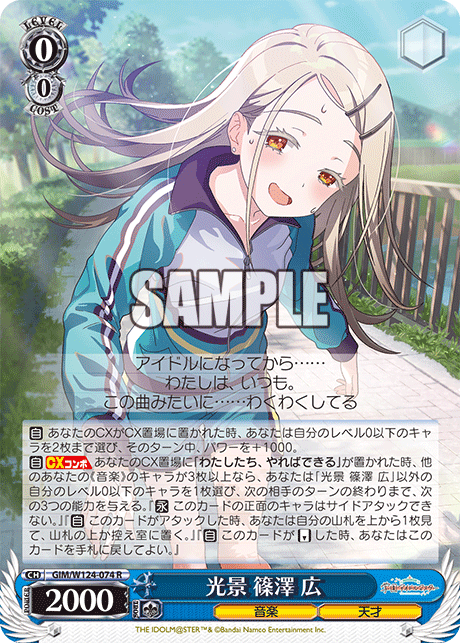 LEVEL
0
0
COST
SAMPLE
アイドルになってから……
わたしは、いつも。
この曲みたいに……わくわくしてる
自 あなたのCXがCX置場に置かれた時、あなたは自分のレベル0以下のキャ
ラを2枚まで選び、そのターン中、パワーを+1000。
自 CXコンボ あなたのCX置場に「わたしたち、やればできる」が置かれた時、他
のあなたの《音楽》のキャラが3枚以上なら、あなたは「光景 篠澤 広」以外の
自分のレベル0以下のキャラを1枚選び、次の相手のターンの終わりまで、次
の3つの能力を与える。『永 このカードの正面のキャラはサイドアタックでき
ない。』『自 このカードがアタックした時、あなたは自分の山札を上から1枚見
て、山札の上か控え室に置く。』『自 このカードが した時、あなたはこの
カードを手札に戻してよい。』
CH GIM/W124-074 R
POWER
2000
SOUL
光景 篠澤 広
音楽
天才
THE IDOLM@STER™& ©Bandai Namco Entertainment Inc.